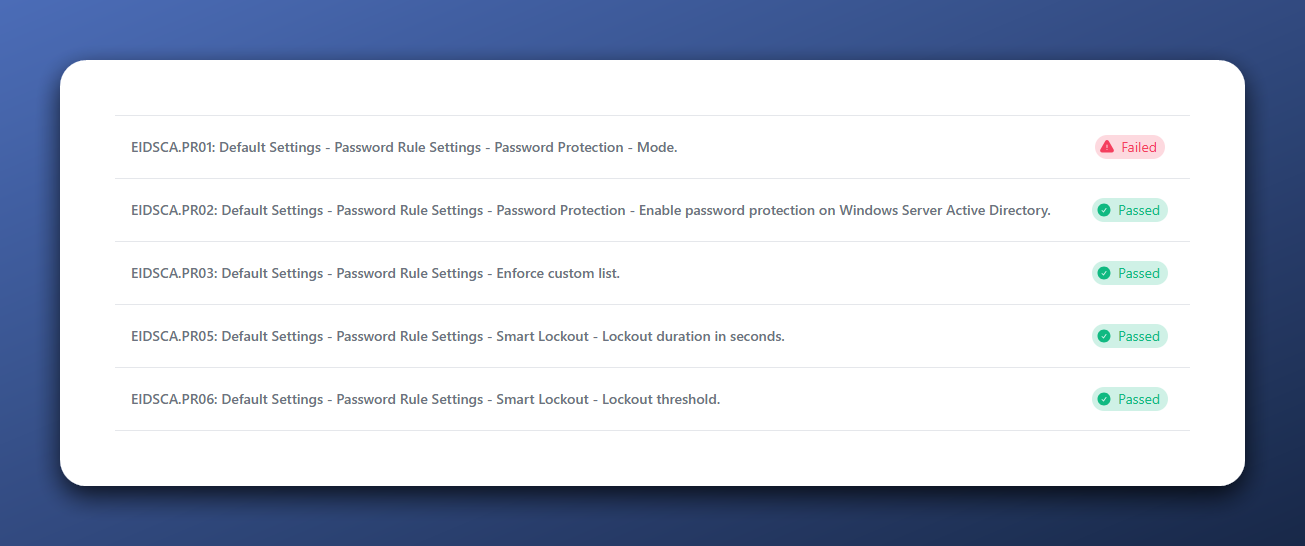 EIDSCA.PR01: Default Settings - Password Rule Settings - Password Protection - Mode. Failed
EIDSCA.PR02: Default Settings - Password Rule Settings - Password Protection - Enable password protection on Windows Server Active Directory. Passed
EIDSCA.PR03: Default Settings - Password Rule Settings - Enforce custom list. Passed
EIDSCA.PR05: Default Settings - Password Rule Settings - Smart Lockout - Lockout duration in seconds. Passed
EIDSCA.PR06: Default Settings - Password Rule Settings - Smart Lockout - Lockout threshold. Passed